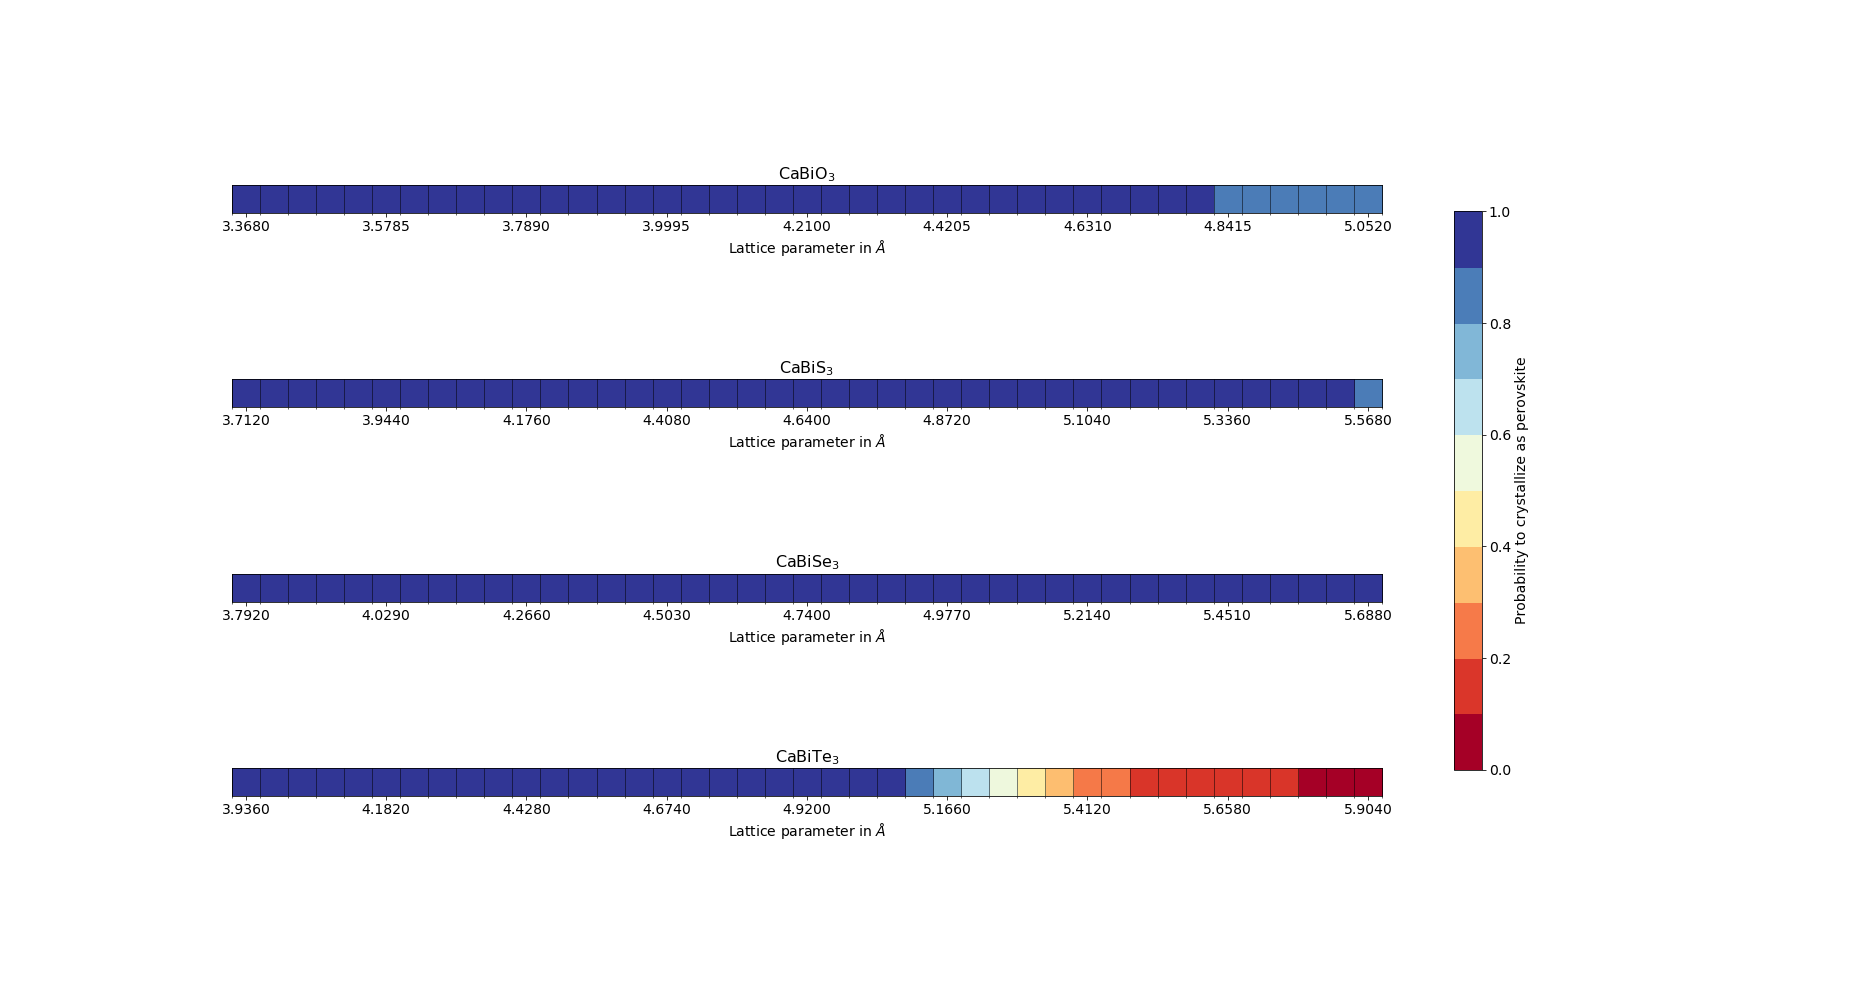 CaBiO₃
3.3680 3.5785 3.7890 3.9995 4.2100 4.4205 4.6310 4.8415 5.0520
Lattice parameter in Å
CaBiS₃
3.7120 3.9440 4.1760 4.4080 4.6400 4.8720 5.1040 5.3360 5.5680
Lattice parameter in Å
CaBiSe₃
3.7920 4.0290 4.2660 4.5030 4.7400 4.9770 5.2140 5.4510 5.6880
Lattice parameter in Å
CaBiTe₃
3.9360 4.1820 4.4280 4.6740 4.9200 5.1660 5.4120 5.6580 5.9040
Lattice parameter in Å
1.0
0.8
0.6
0.4
0.2
0.0
Probability to crystallize as perovskite